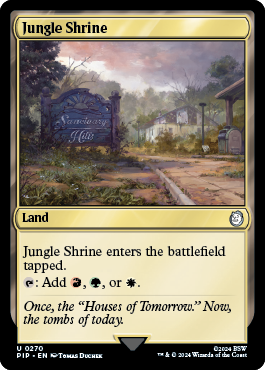 Jungle Shrine
Sanctuary
Hills
Land
Jungle Shrine enters the battlefield
tapped.
: Add , , or .
Once, the “Houses of Tomorrow.” Now,
the tombs of today.
U 0270 ©2024 BSW
PIP • EN Tomas Duchek ™ & © 2024 Wizards of the Coast